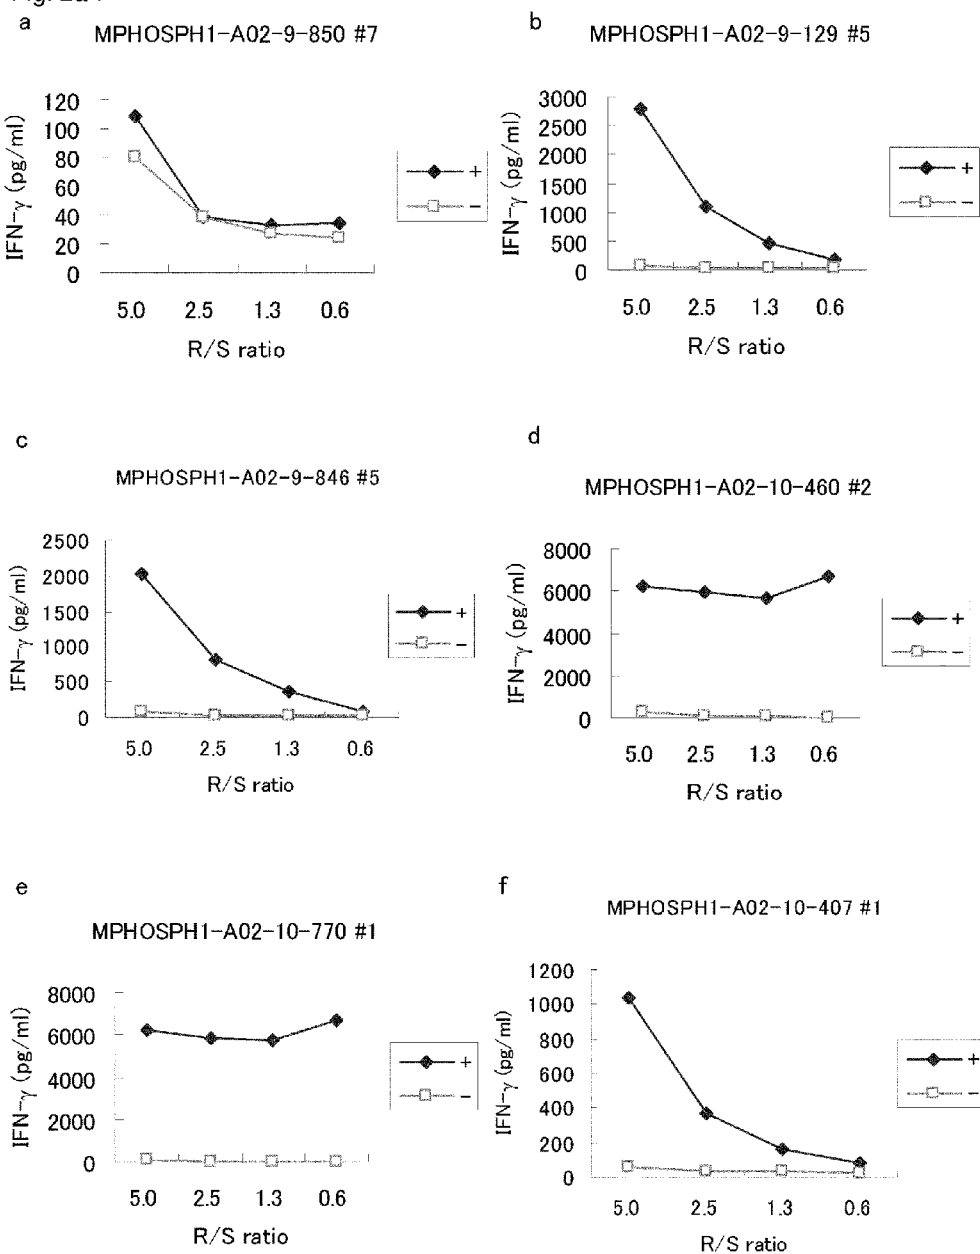 a
MPHOSPH1-A02-9-850 #7
IFN-γ (pg/ml)
120
100
80
60
40
20
0
5.0 2.5 1.3 0.6
R/S ratio
+
−
b
MPHOSPH1-A02-9-129 #5
IFN-γ (pg/ml)
3000
2500
2000
1500
1000
500
0
5.0 2.5 1.3 0.6
R/S ratio
+
−
c
MPHOSPH1-A02-9-846 #5
IFN-γ (pg/ml)
2500
2000
1500
1000
500
0
5.0 2.5 1.3 0.6
R/S ratio
+
−
d
MPHOSPH1-A02-10-460 #2
IFN-γ (pg/ml)
8000
6000
4000
2000
0
5.0 2.5 1.3 0.6
R/S ratio
+
−
e
MPHOSPH1-A02-10-770 #1
IFN-γ (pg/ml)
8000
6000
4000
2000
0
5.0 2.5 1.3 0.6
R/S ratio
+
−
f
MPHOSPH1-A02-10-407 #1
IFN-γ (pg/ml)
1200
1000
800
600
400
200
0
5.0 2.5 1.3 0.6
R/S ratio
+
−